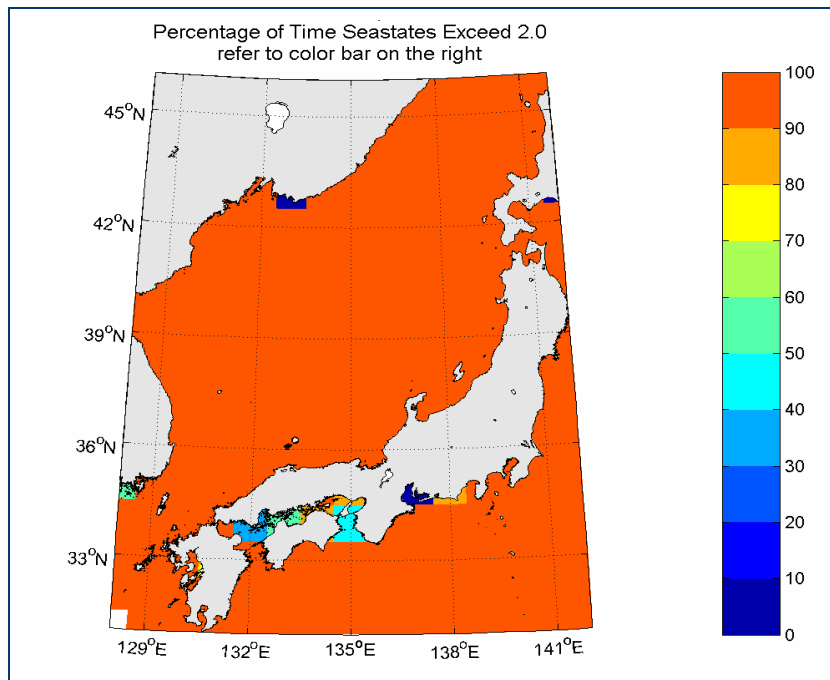 Percentage of Time Seastates Exceed 2.0
refer to color bar on the right
45°N
42°N
39°N
36°N
33°N
129°E
132°E
135°E
138°E
141°E
100
90
80
70
60
50
40
30
20
10
0